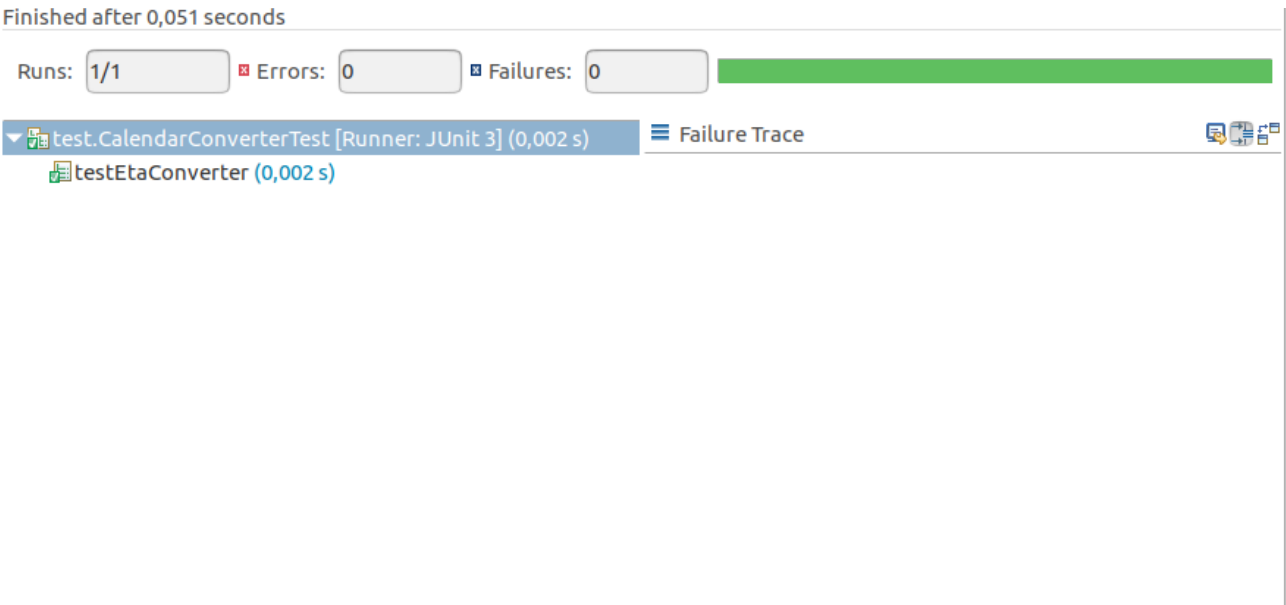 Finished after 0,051 seconds
Runs: 1/1 Errors: 0 Failures: 0
test.CalendarConverterTest [Runner: JUnit 3] (0,002 s) Failure Trace
testEtaConverter (0,002 s)